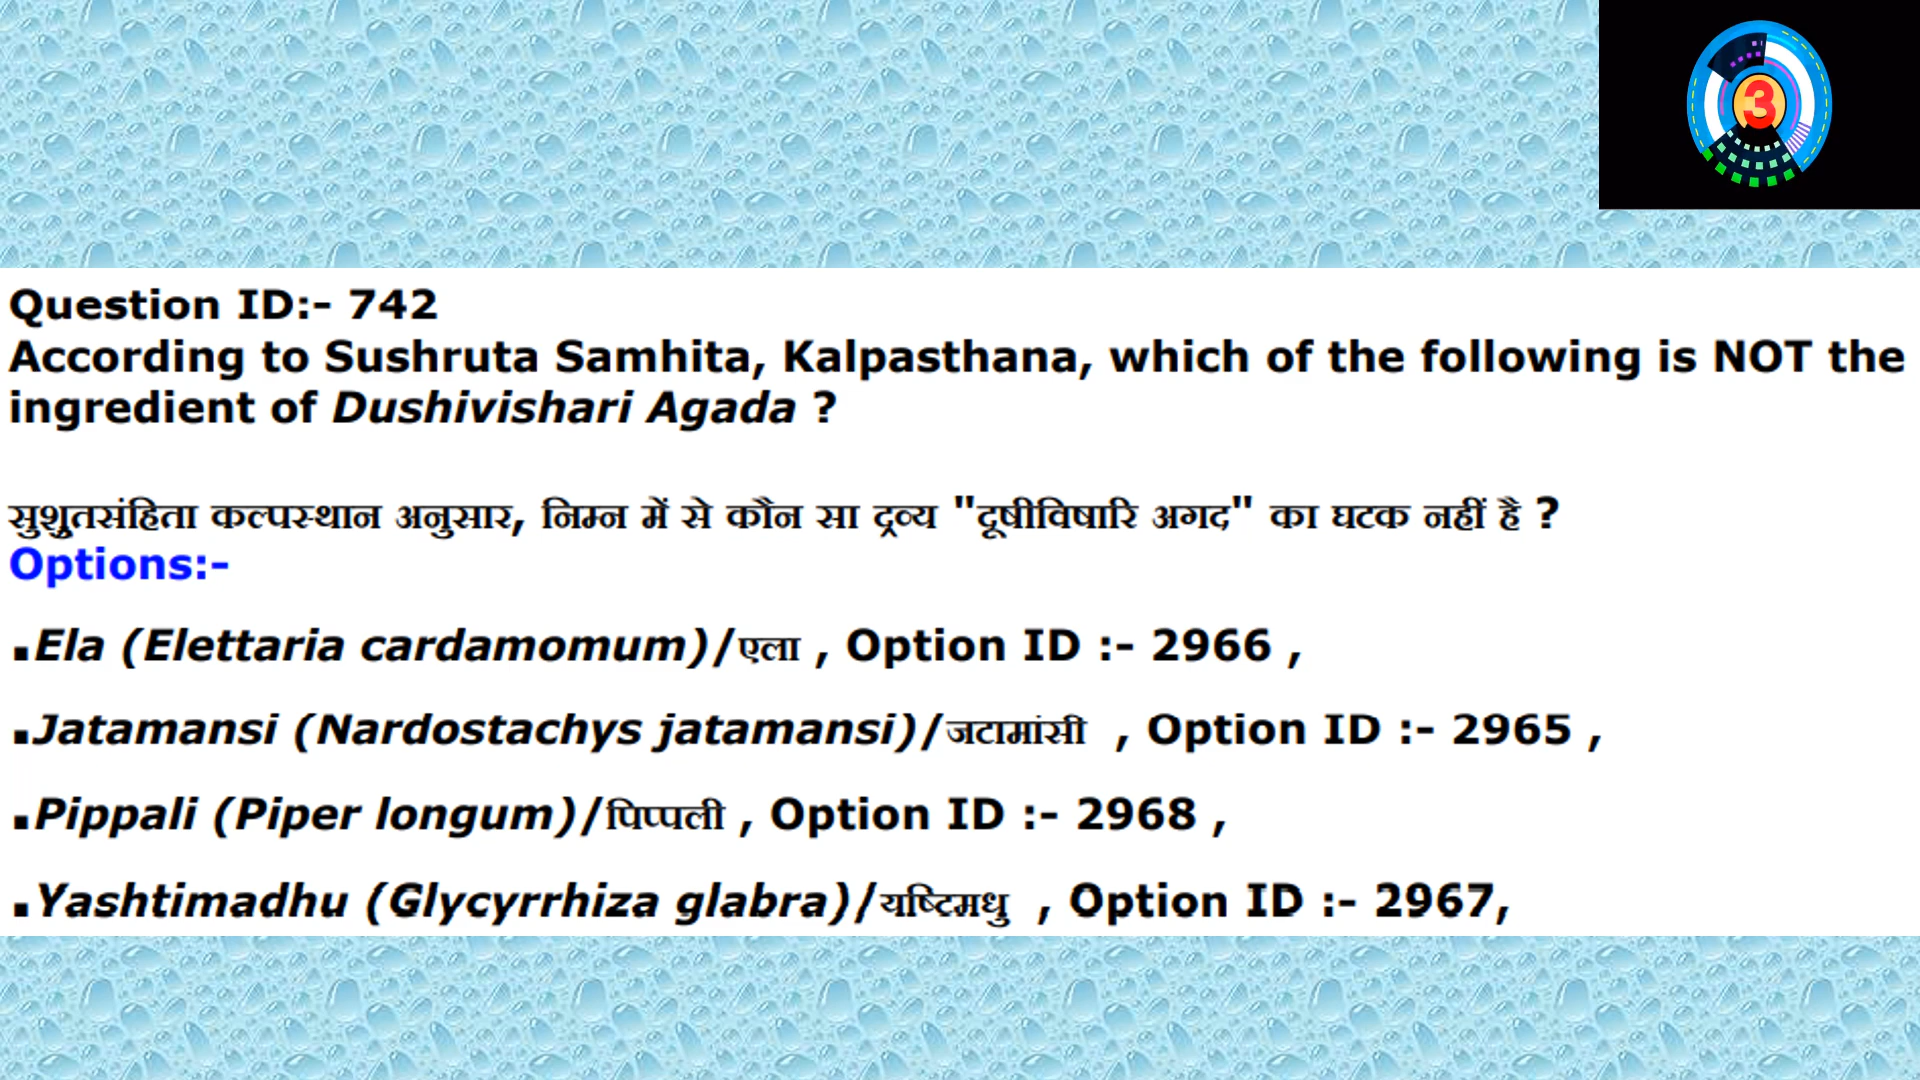 3
Question ID:- 742
According to Sushruta Samhita, Kalpasthana, which of the following is NOT the
ingredient of Dushivishari Agada ?
सुश्रुतसंहिता कल्पस्थान अनुसार, निम्न में से कौन सा द्रव्य "दूषीविषारि अगद" का घटक नहीं है ?
Options:-
▪Ela (Elettaria cardamomum)/एला , Option ID :- 2966 ,
▪Jatamansi (Nardostachys jatamansi)/जटामांसी , Option ID :- 2965 ,
▪Pippali (Piper longum)/पिप्पली , Option ID :- 2968 ,
▪Yashtimadhu (Glycyrrhiza glabra)/यष्टिमधु , Option ID :- 2967,